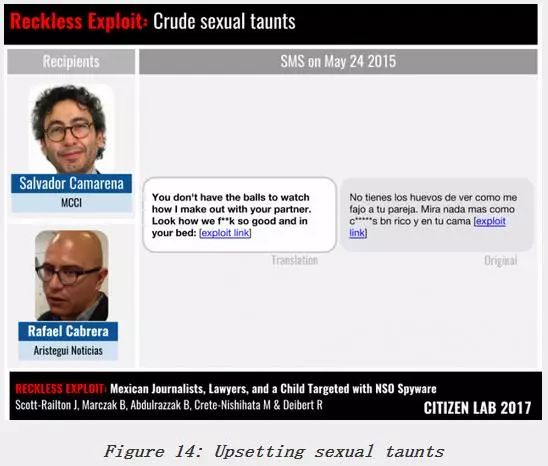 Reckless Exploit: Crude sexual taunts
Recipients
SMS on May 24 2015
Salvador Camarena
MCCI
You don't have the balls to watch
how I make out with your partner.
Look how we f**k so good and in
your bed: [exploit link]
Translation
No tienes los huevos de ver como me
fajo a tu pareja. Mira nada mas como
c*****s bn rico y en tu cama [exploit
link]
Original
Rafael Cabrera
Aristegui Noticias
RECKLESS EXPLOIT: Mexican Journalists, Lawyers, and a Child Targeted with NSO Spyware
Scott-Railton J, Marczak B, Abdulrazzak B, Crete-Nishihata M & Deibert R
CITIZEN LAB 2017
Figure 14: Upsetting sexual taunts